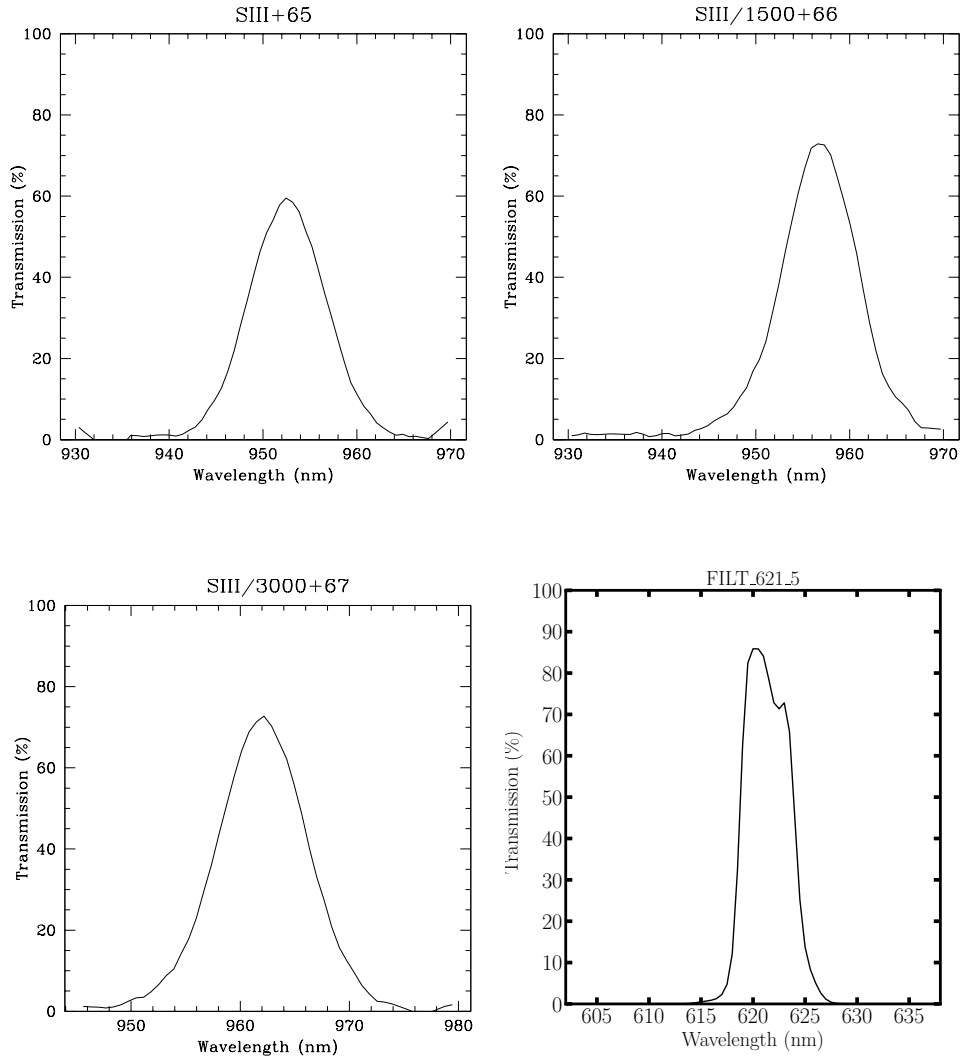 SIII+65
100
80
60
40
20
0
Transmission (%)
930 940 950 960 970
Wavelength (nm)
SIII/1500+66
100
80
60
40
20
0
Transmission (%)
930 940 950 960 970
Wavelength (nm)
SIII/3000+67
100
80
60
40
20
0
Transmission (%)
950 960 970 980
Wavelength (nm)
FILT_621_5
100
90
80
70
60
50
40
30
20
10
0
Transmission (%)
605 610 615 620 625 630 635
Wavelength (nm)